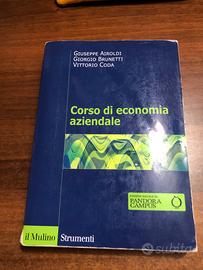 Giuseppe Airoldi
Giorgio Brunetti
Vittorio Coda
Corso di economia
aziendale
PANDORA
CAMPUS
il Mulino Strumenti
subito